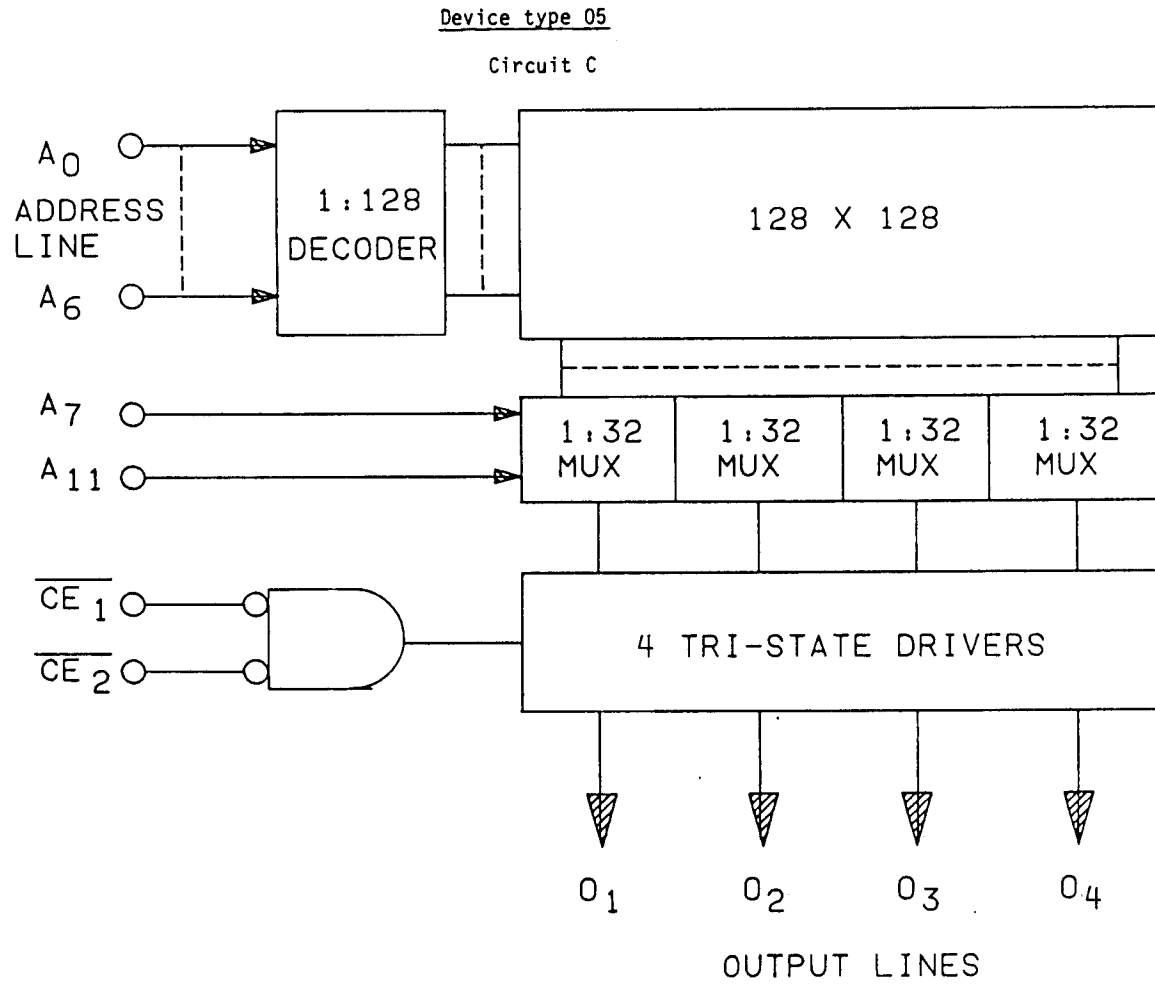 Device type 05
Circuit C
A0
ADDRESS
LINE
A6
1:128
DECODER
128 X 128
A7
A11
1:32
MUX
1:32
MUX
1:32
MUX
1:32
MUX
CE1
CE2
4 TRI-STATE DRIVERS
O1
O2
O3
O4
OUTPUT LINES